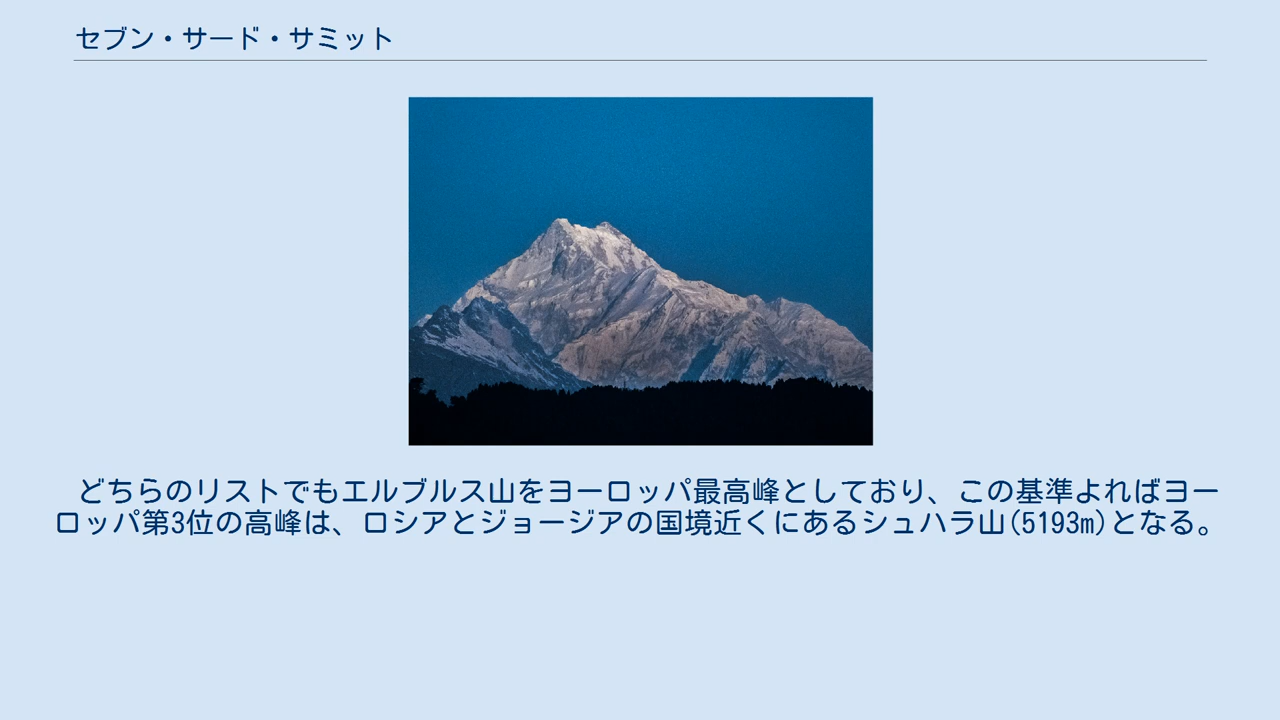 セブン・サード・サミット
どちらのリストでもエルブルス山をヨーロッパ最高峰としており、この基準よればヨー
ロッパ第3位の高峰は、ロシアとジョージアの国境近くにあるシュハラ山(5193m)となる。